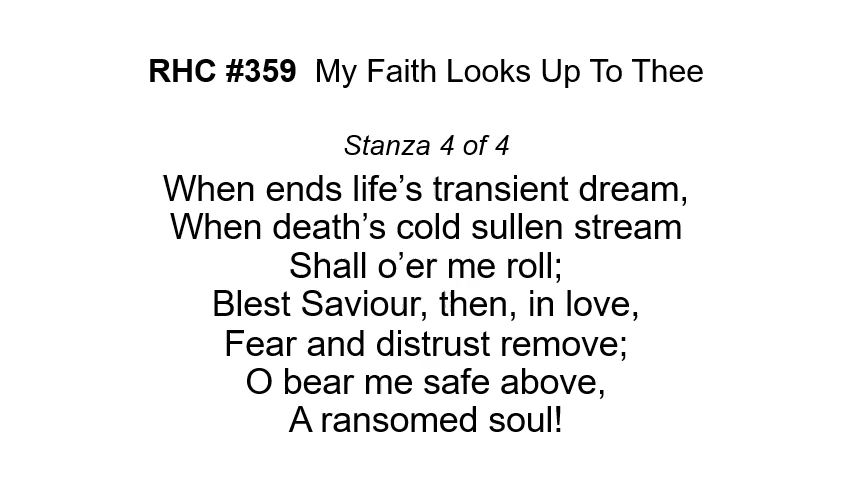 RHC #359  My Faith Looks Up To Thee
Stanza 4 of 4
When ends life’s transient dream,
When death’s cold sullen stream
Shall o’er me roll;
Blest Saviour, then, in love,
Fear and distrust remove;
O bear me safe above,
A ransomed soul!